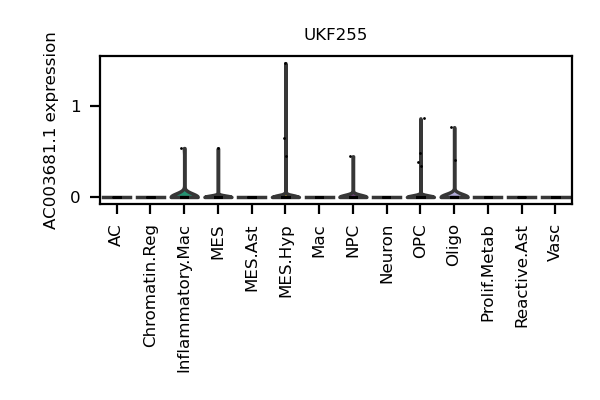 UKF255
AC003681.1 expression
1
0
AC
Chromatin.Reg
Inflammatory.Mac
MES
MES.Ast
MES.Hyp
Mac
NPC
Neuron
OPC
Oligo
Prolif.Metab
Reactive.Ast
Vasc